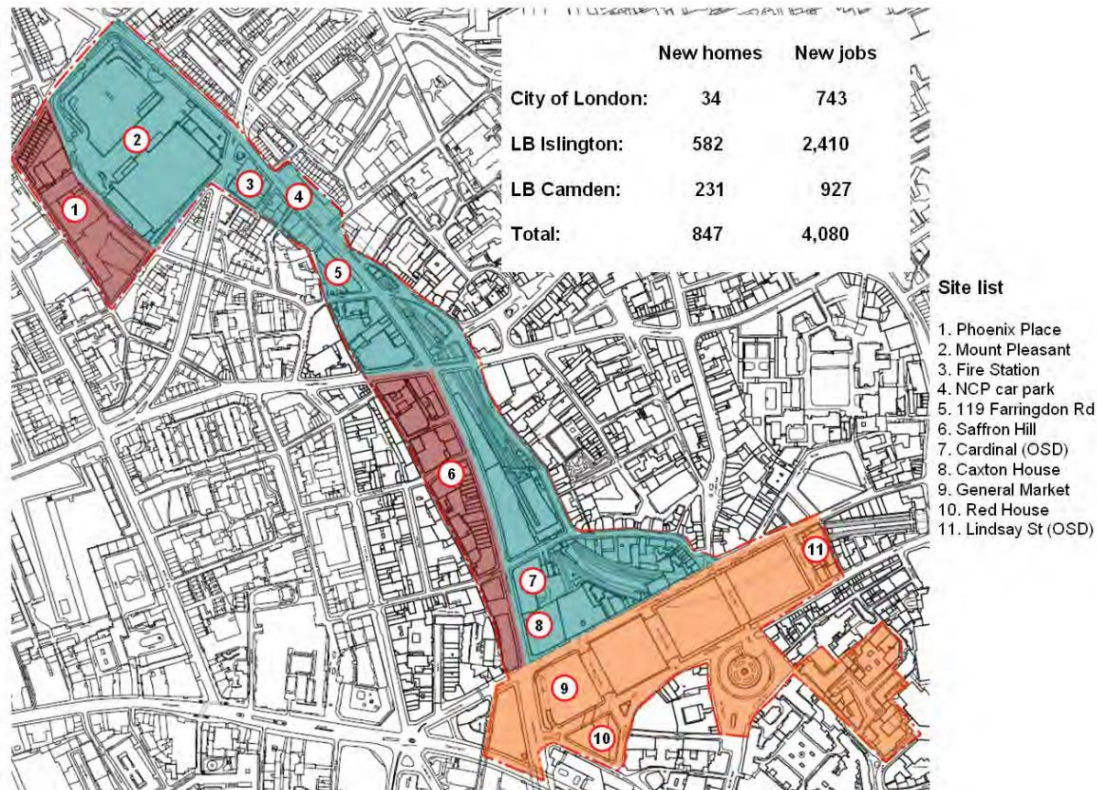 New homes New jobs
City of London: 34 743
LB Islington: 582 2,410
LB Camden: 231 927
Total: 847 4,080
Site list
1. Phoenix Place
2. Mount Pleasant
3. Fire Station
4. NCP car park
5. 119 Farringdon Rd
6. Saffron Hill
7. Cardinal (OSD)
8. Caxton House
9. General Market
10. Red House
11. Lindsay St (OSD)
2
3
4
1
5
6
11
7
8
9
10